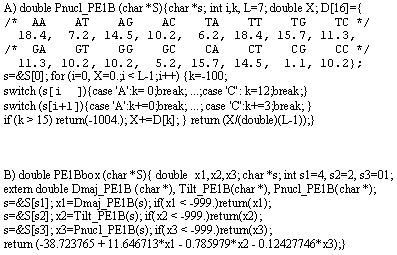 A) double Pnucl_PE1B (char *S){char *s; int i,k, L=7; double X; D[16]={
/* AA AT AG AC TA TT TG TC */
18.4, 7.2, 14.5, 10.2, 6.2, 18.4, 15.7, 11.3,
/* GA GT GG GC CA CT CG CC */
11.3, 10.2, 10.2, 5.2, 15.7, 14.5, 1.1, 10.2};
s=&S[0]; for (i=0, X=0.;i < L-1;i++) {k=-100;
switch (s[i ]){case 'A':k= 0;break; ...;case 'C': k=12;break;}
switch (s[i+1]){case 'A':k+=0;break; ...; case 'C':k+=3;break; }
if (k > 15) return(-1004.); X+=D[k]; } return (X/(double)(L-1));}
B) double PE1Bbox (char *S){ double x1,x2,x3; char *s; int s1=4, s2=2, s3=01;
extern double Dmaj_PE1B (char *), Tilt_PE1B(char *), Pnucl_PE1B(char *);
s=&S[s1]; x1=Dmaj_PE1B(s); if(x1 < -999.)return(x1);
s=&S[s2]; x2=Tilt_PE1B(s); if(x2 < -999.)return(x2);
s=&S[s3]; x3=Pnucl_PE1B(s); if(x3 < -999.)return(x3);
return (-38.723765 + 11.646713*x1 - 0.785979*x2 - 0.12427746*x3);}